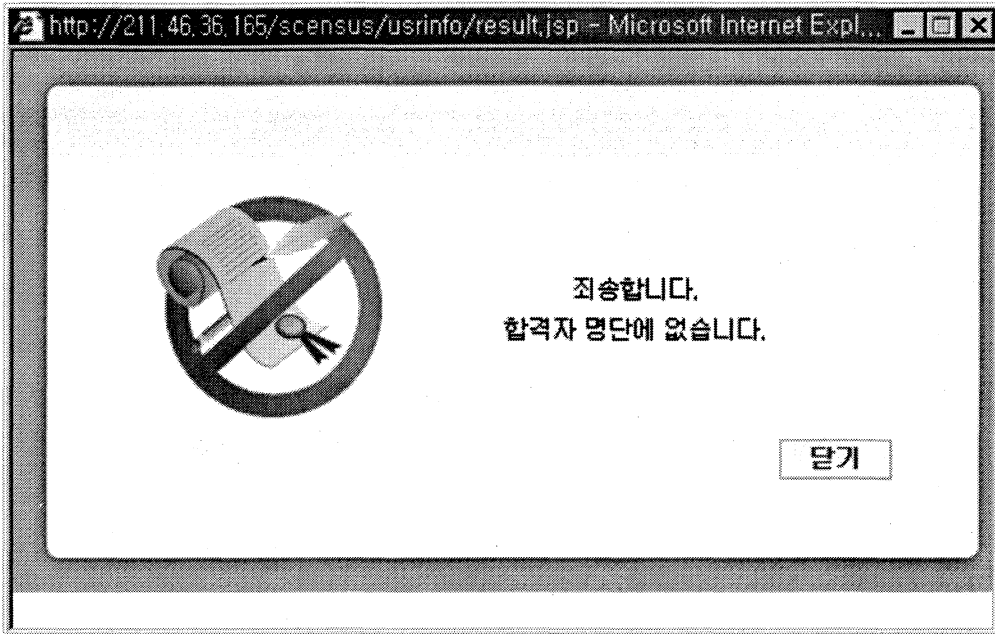 http://211.46.36.165/scensus/usrinfo/result.jsp - Microsoft Internet Expl...
죄송합니다.
합격자 명단에 없습니다.
닫기